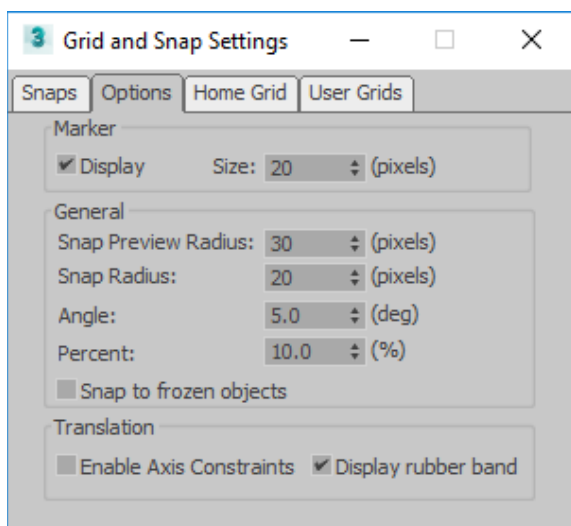 3 Grid and Snap Settings
Snaps Options Home Grid User Grids
Marker
Display Size: 20 (pixels)
General
Snap Preview Radius: 30 (pixels)
Snap Radius: 20 (pixels)
Angle: 5.0 (deg)
Percent: 10.0 (%)
Snap to frozen objects
Translation
Enable Axis Constraints Display rubber band